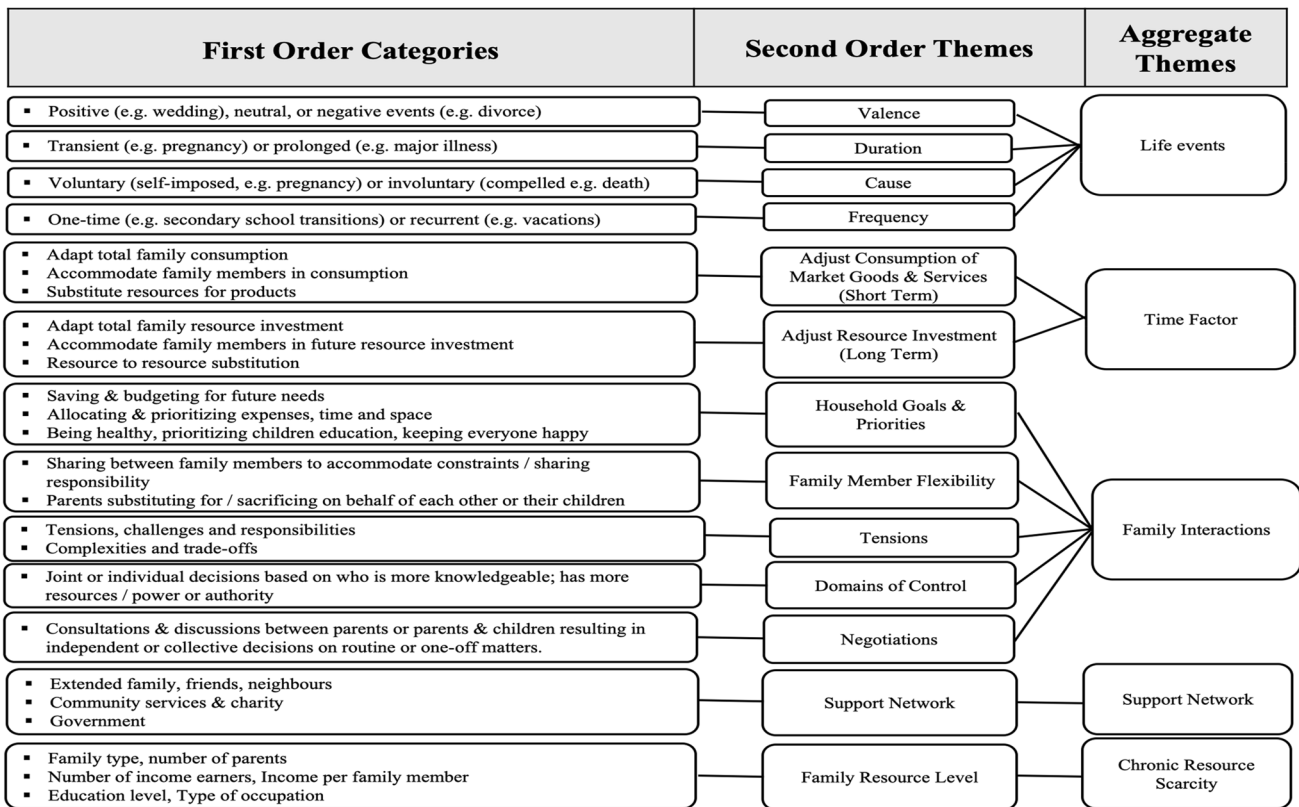 First Order Categories
Second Order Themes
Aggregate
Themes
▪ Positive (e.g. wedding), neutral, or negative events (e.g. divorce)
Valence
▪ Transient (e.g. pregnancy) or prolonged (e.g. major illness)
Duration
▪ Voluntary (self-imposed, e.g. pregnancy) or involuntary (compelled e.g. death)
Cause
▪ One-time (e.g. secondary school transitions) or recurrent (e.g. vacations)
Frequency
Life events
▪ Adapt total family consumption
▪ Accommodate family members in consumption
▪ Substitute resources for products
Adjust Consumption of
Market Goods & Services
(Short Term)
▪ Adapt total family resource investment
▪ Accommodate family members in future resource investment
▪ Resource to resource substitution
Adjust Resource Investment
(Long Term)
Time Factor
▪ Saving & budgeting for future needs
▪ Allocating & prioritizing expenses, time and space
▪ Being healthy, prioritizing children education, keeping everyone happy
Household Goals &
Priorities
▪ Sharing between family members to accommodate constraints / sharing
responsibility
▪ Parents substituting for / sacrificing on behalf of each other or their children
Family Member Flexibility
▪ Tensions, challenges and responsibilities
▪ Complexities and trade-offs
Tensions
▪ Joint or individual decisions based on who is more knowledgeable; has more
resources / power or authority
Domains of Control
▪ Consultations & discussions between parents or parents & children resulting in
independent or collective decisions on routine or one-off matters.
Negotiations
Family Interactions
▪ Extended family, friends, neighbours
▪ Community services & charity
▪ Government
Support Network
Support Network
▪ Family type, number of parents
▪ Number of income earners, Income per family member
▪ Education level, Type of occupation
Family Resource Level
Chronic Resource
Scarcity